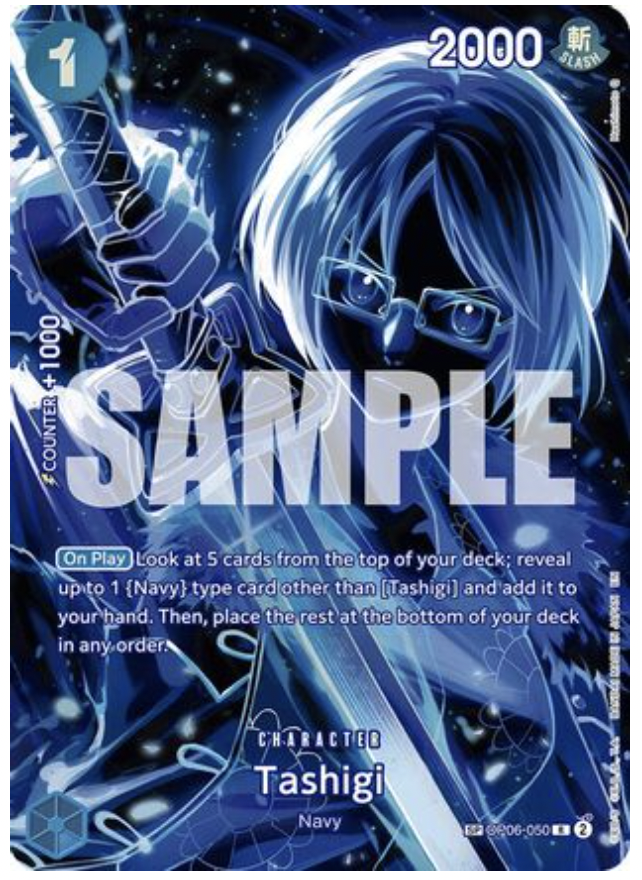 1
2000
斬
SLASH
COUNTER +1000
SAMPLE
On Play Look at 5 cards from the top of your deck; reveal
up to 1 {Navy} type card other than [Tashigi] and add it to
your hand. Then, place the rest at the bottom of your deck
in any order.
CHARACTER
Tashigi
Navy
SP OP06-050 R 2